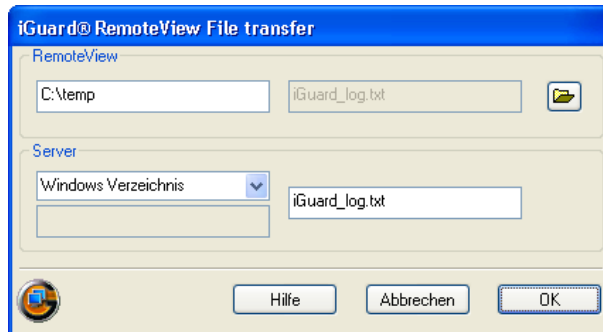 iGuard® RemoteView File transfer
RemoteView
C:\temp iGuard_log.txt
Server
Windows Verzeichnis
iGuard_log.txt
Hilfe Abbrechen OK